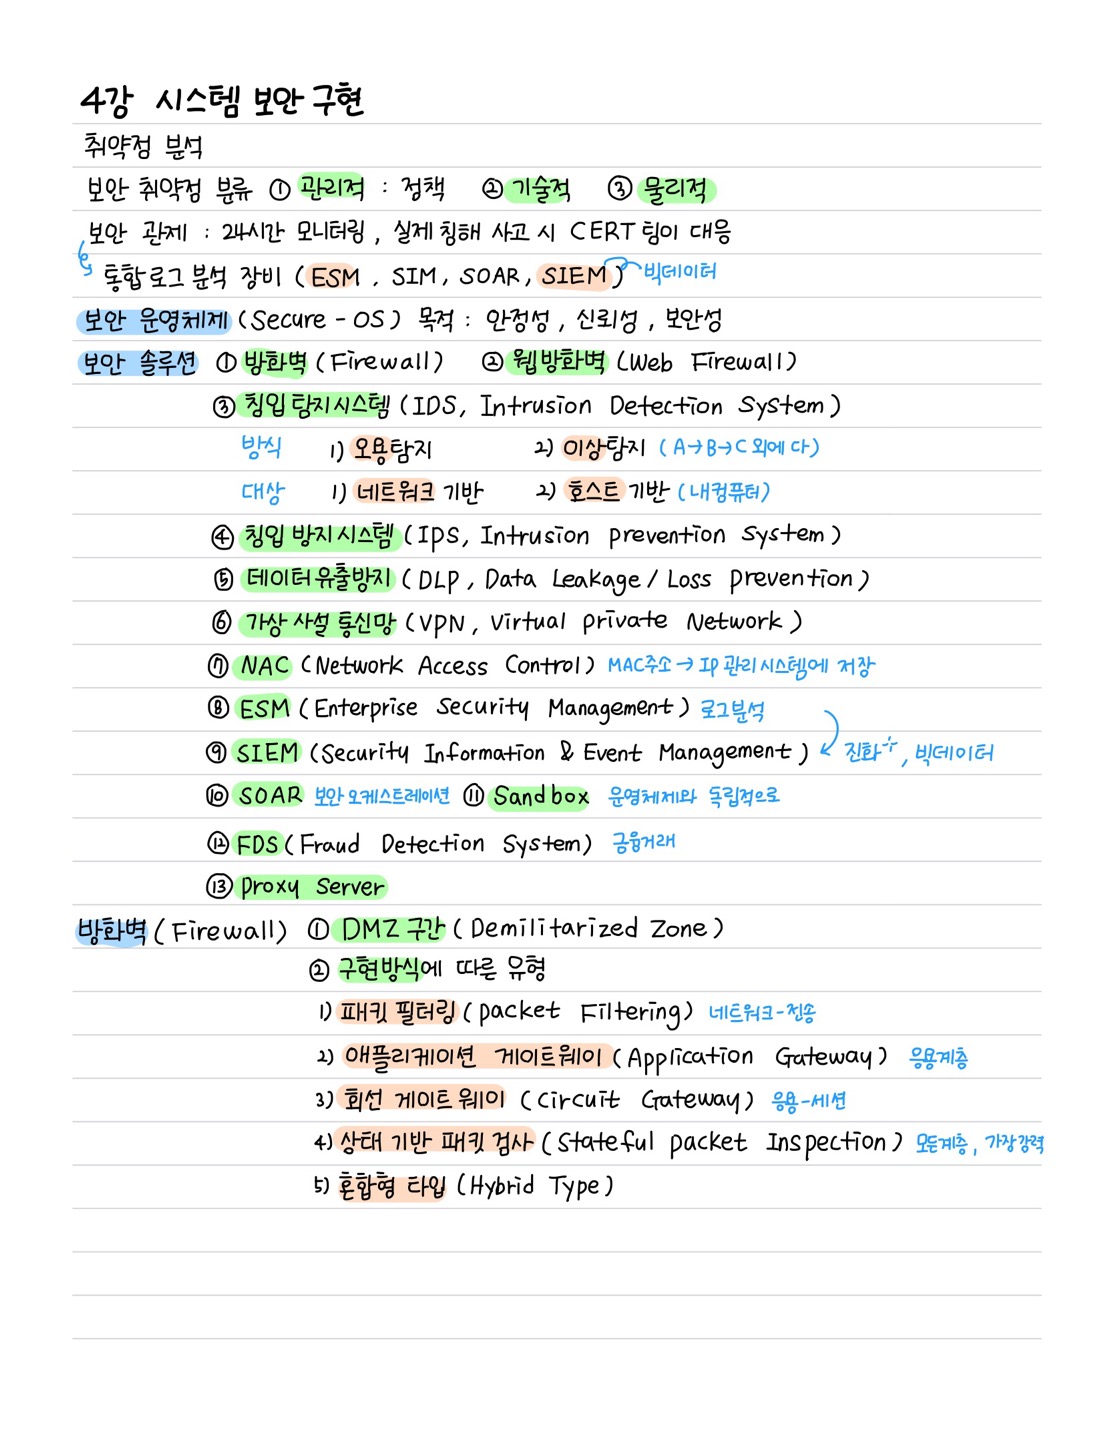 4강 시스템 보안 구현
취약점 분석
보안 취약점 분류 ① 관리적 : 정책 ② 기술적 ③ 물리적
보안 관제 : 24시간 모니터링, 실제 침해 사고 시 CERT팀이 대응
통합로그 분석 장비 (ESM, SIM, SOAR, SIEM) 빅데이터
보안 운영체제 (Secure-OS) 목적 : 안정성, 신뢰성, 보안성
보안 솔루션 ① 방화벽 (Firewall) ② 웹방화벽 (Web Firewall)
③ 침입탐지시스템 (IDS, Intrusion Detection System)
방식 1) 오용탐지 2) 이상탐지 (A→B→C 외에 다)
대상 1) 네트워크 기반 2) 호스트 기반 (내컴퓨터)
④ 침입 방지시스템 (IPS, Intrusion Prevention System)
⑤ 데이터유출방지 (DLP, Data Leakage / Loss Prevention)
⑥ 가상 사설 통신망 (VPN, Virtual Private Network)
⑦ NAC (Network Access Control) MAC주소 → IP 관리시스템에 저장
⑧ ESM (Enterprise Security Management) 로그분석
⑨ SIEM (Security Information & Event Management) 진화+, 빅데이터
⑩ SOAR 보안 오케스트레이션 ⑪ Sandbox 운영체제와 독립적으로
⑫ FDS (Fraud Detection System) 금융거래
⑬ Proxy Server
방화벽 (Firewall) ① DMZ 구간 (Demilitarized Zone)
② 구현방식에 따른 유형
1) 패킷 필터링 (Packet Filtering) 네트워크-전송
2) 애플리케이션 게이트웨이 (Application Gateway) 응용계층
3) 회선 게이트웨이 (Circuit Gateway) 응용-세션
4) 상태 기반 패킷 검사 (Stateful Packet Inspection) 모든계층, 가장강력
5) 혼합형 타입 (Hybrid Type)